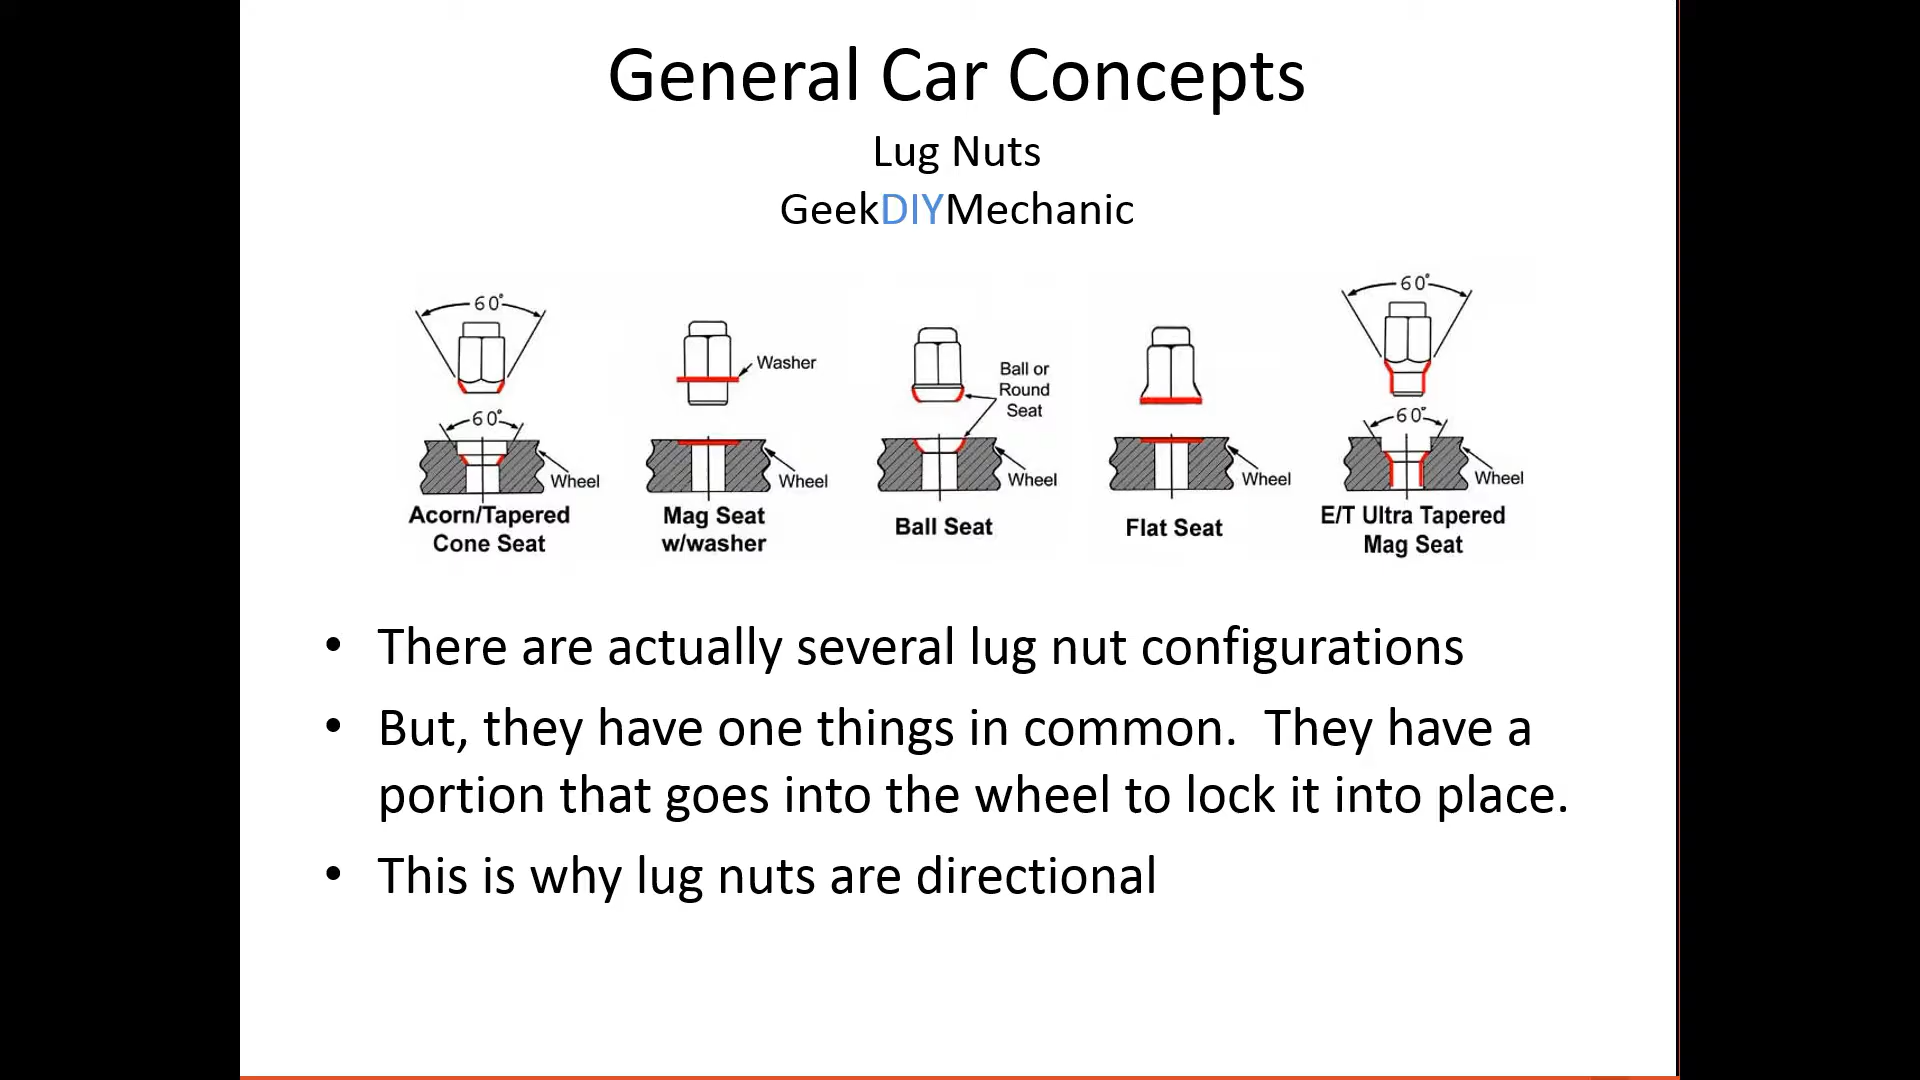 General Car Concepts
Lug Nuts
GeekDIYMechanic
60°
60°
Wheel
Acorn/Tapered
Cone Seat
Washer
Wheel
Mag Seat
w/washer
Ball or
Round
Seat
Wheel
Ball Seat
Wheel
Flat Seat
60°
60°
Wheel
E/T Ultra Tapered
Mag Seat
• There are actually several lug nut configurations
• But, they have one things in common.  They have a
portion that goes into the wheel to lock it into place.
• This is why lug nuts are directional